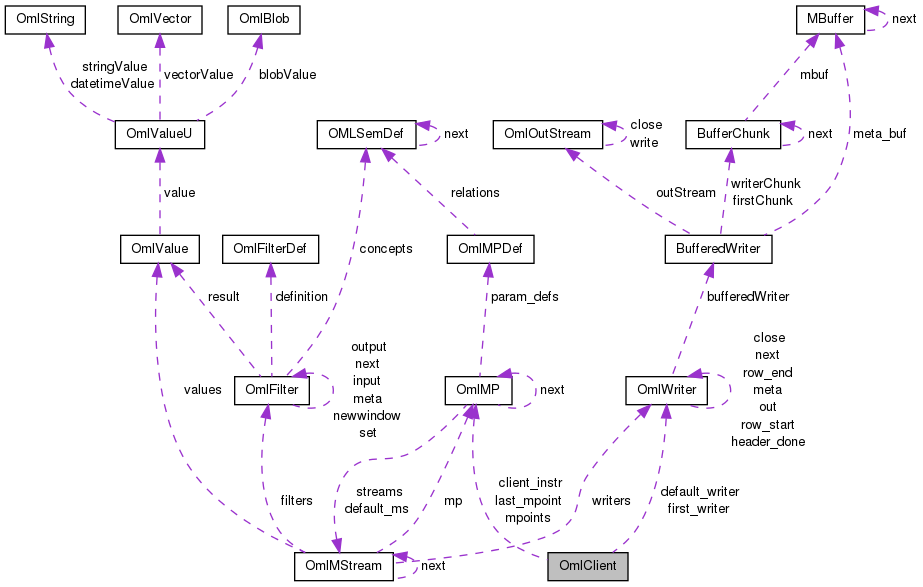 OmlString
OmlVector
OmlBlob
MBuffer
next
stringValue
datetimeValue
vectorValue
blobValue
mbuf
OmlValueU
OMLSemDef
next
OmlOutStream
close
write
BufferChunk
next
meta_buf
value
relations
outStream
writerChunk
firstChunk
OmlValue
OmlFilterDef
concepts
OmlMPDef
BufferedWriter
result
definition
param_defs
bufferedWriter
values
OmlFilter
output
next
input
meta
newwindow
set
OmlMP
next
OmlWriter
close
next
row_end
meta
out
row_start
header_done
filters
streams
default_ms
mp
client_instr
last_mpoint
mpoints
writers
default_writer
first_writer
OmlMStream
next
OmlClient